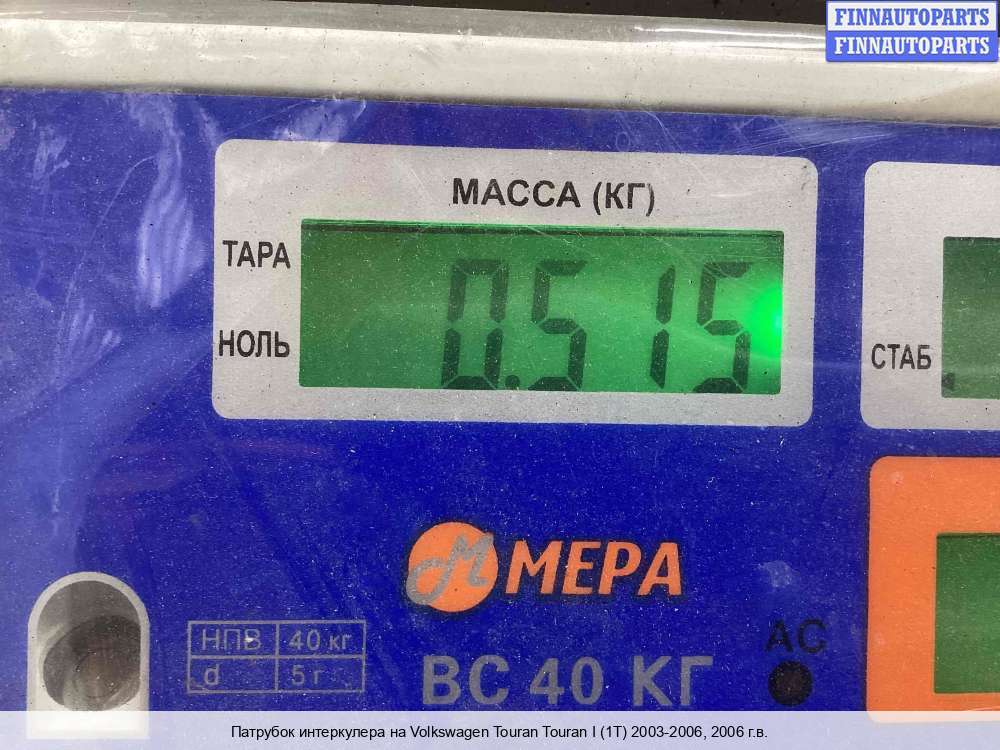 FINNAUTOPARTS
FINNAUTOPARTS
МАССА (КГ)
ТАРА
0.515
НОЛЬ
СТАБ
М МЕРА
НПВ 40 кг
d 5 г
ВС 40 КГ
АС
Патрубок интеркулера на Volkswagen Touran Touran I (1T) 2003-2006, 2006 г.в.